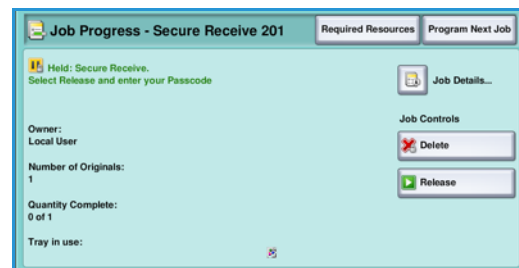 Job Progress - Secure Receive 201
Required Resources
Program Next Job
Held: Secure Receive.
Select Release and enter your Passcode
Job Details...
Owner:
Local User
Job Controls
Delete
Number of Originals:
1
Release
Quantity Complete:
0 of 1
Tray in use: